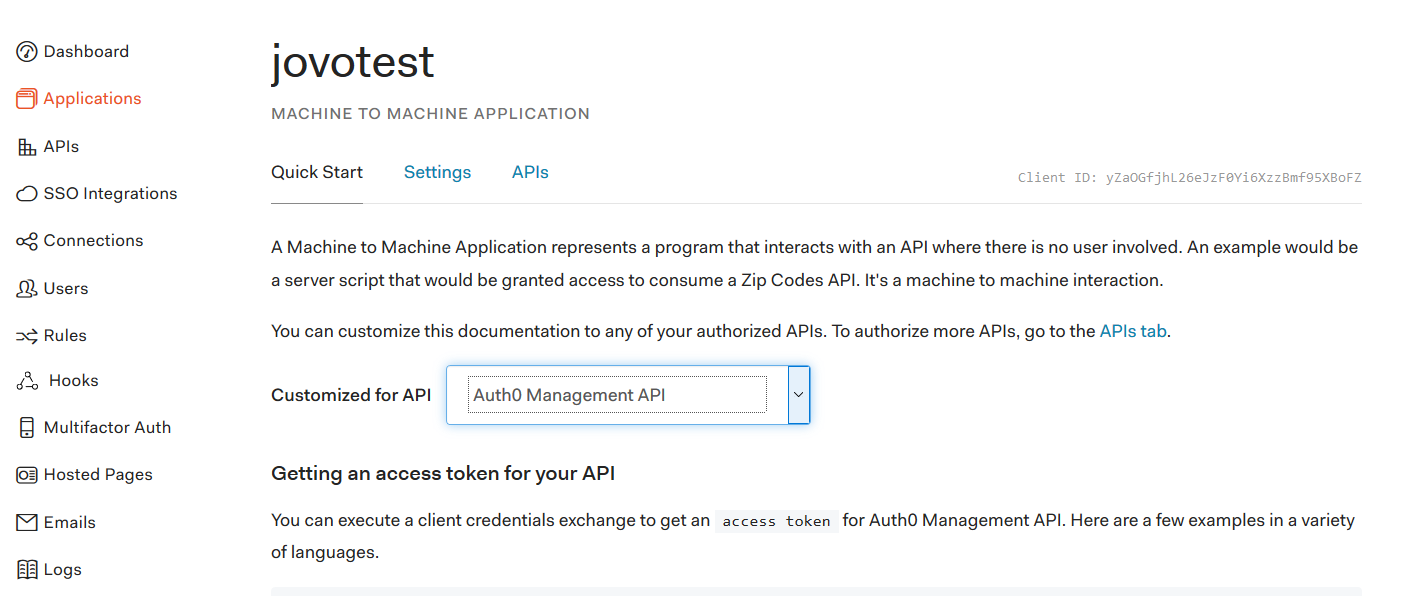 Dashboard
Applications
APIs
SSO Integrations
Connections
Users
Rules
Hooks
Multifactor Auth
Hosted Pages
Emails
Logs
jovotest
MACHINE TO MACHINE APPLICATION
Quick Start Settings APIs Client ID: yZaOGfjhL26eJzF0Yi6XzzBmf95XBoFZ
A Machine to Machine Application represents a program that interacts with an API where there is no user involved. An example would be
a server script that would be granted access to consume a Zip Codes API. It's a machine to machine interaction.
You can customize this documentation to any of your authorized APIs. To authorize more APIs, go to the APIs tab.
Customized for API Auth0 Management API
Getting an access token for your API
You can execute a client credentials exchange to get an access token for Auth0 Management API. Here are a few examples in a variety
of languages.